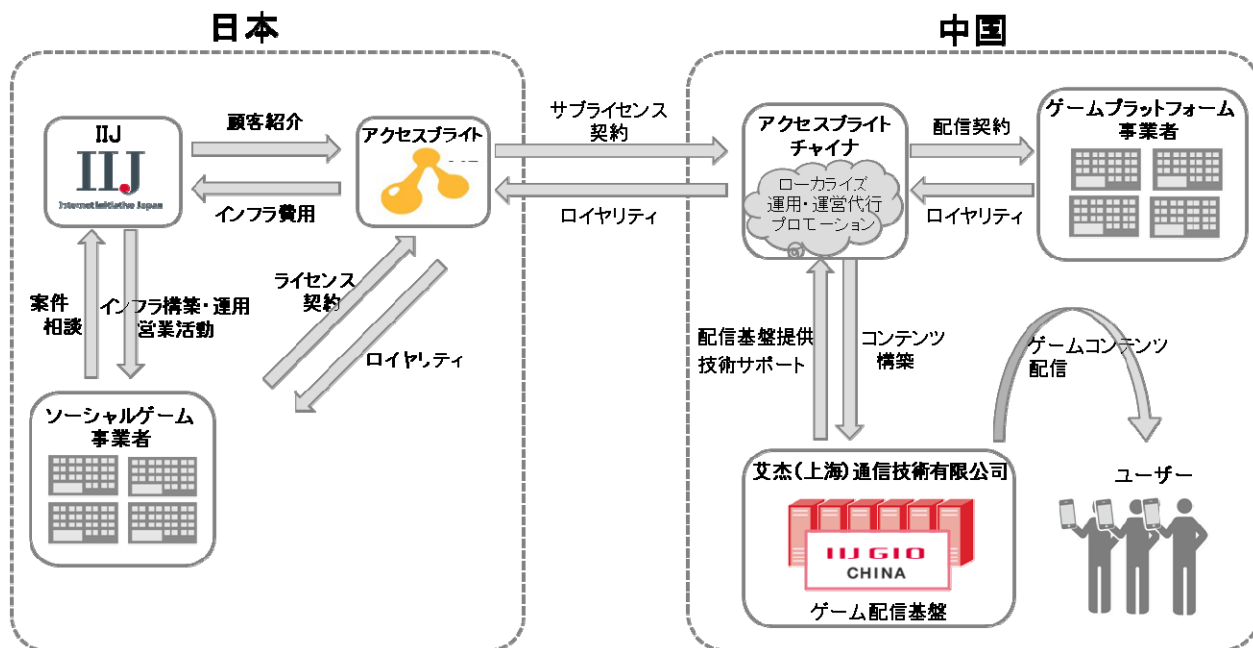 日本
中国
IIJ
IIJ
Internet Initiative Japan
顧客紹介
インフラ費用
アクセスブライト
サブライセンス
契約
ロイヤリティ
アクセスブライト
チャイナ
ローカライズ
運用・運営代行
プロモーション
配信契約
ロイヤリティ
ゲームプラットフォーム
事業者
案件
相談
インフラ構築・運用
営業活動
ライセンス
契約
ロイヤリティ
ソーシャルゲーム
事業者
配信基盤提供
技術サポート
コンテンツ
構築
ゲームコンテンツ
配信
艾杰（上海）通信技術有限公司
IIJ GIO
CHINA
ゲーム配信基盤
ユーザー